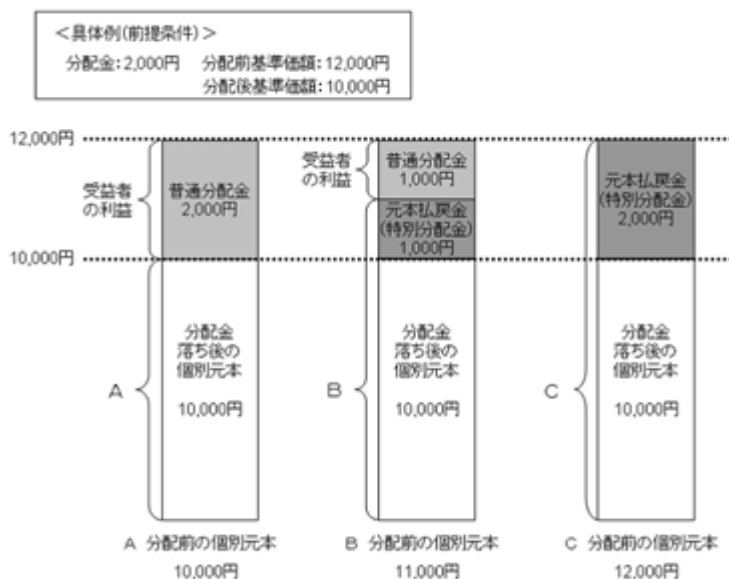 ＜具体例(前提条件)＞
分配金：2,000円 分配前基準価額：12,000円
分配後基準価額：10,000円
12,000円
10,000円
受益者
の利益
普通分配金
2,000円
分配金
落ち後の
個別元本
10,000円
A
A 分配前の個別元本
10,000円
受益者
の利益
普通分配金
1,000円
元本払戻金
(特別分配金)
1,000円
分配金
落ち後の
個別元本
10,000円
B
B 分配前の個別元本
11,000円
元本払戻金
(特別分配金)
2,000円
分配金
落ち後の
個別元本
10,000円
C
C 分配前の個別元本
12,000円